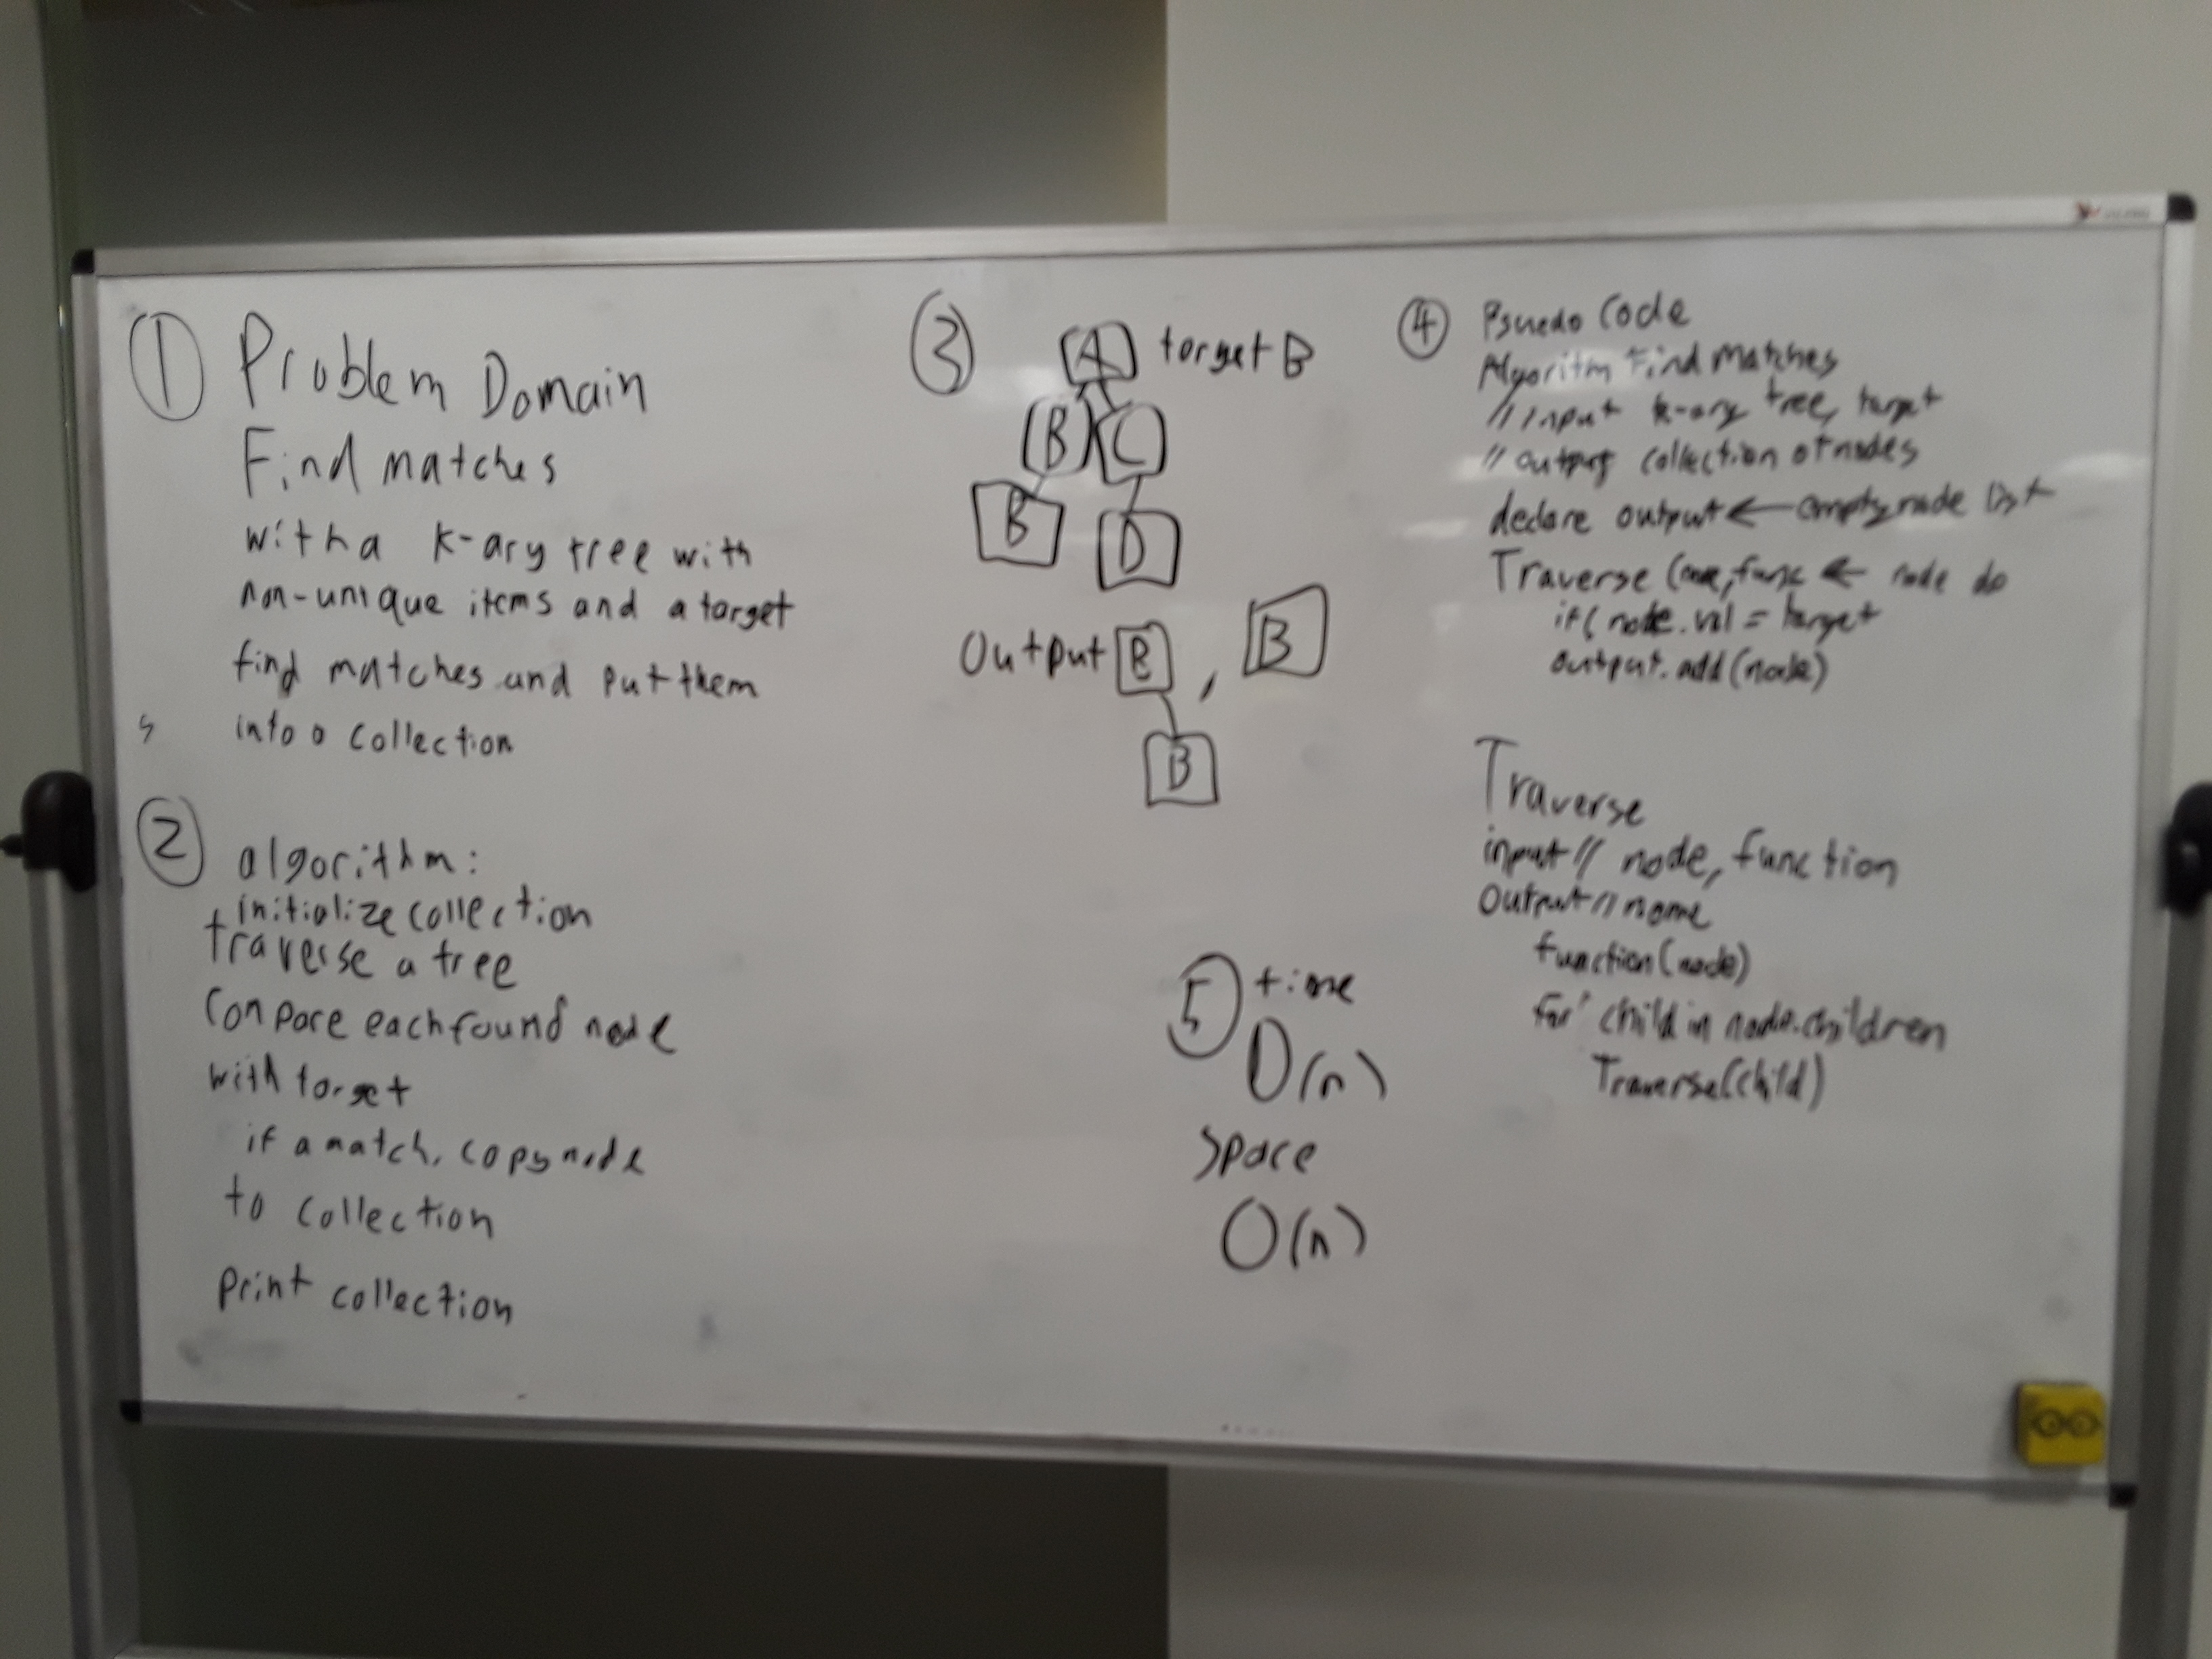 ① Problem Domain
Find matches
with a k-ary tree with
non-unique items and a target
find matches and put them
into a collection
② algorithm:
initialize collection
traverse a tree
Compare each found node
with target
if a match, copy node
to collection
print collection
③
A target B
B C
B D
Output B , B
B
④ Psuedo Code
Algoritm Find Matches
// input k-ary tree, target
// output collection of nodes
declare output ← empty node list
Traverse ( func ← node do
if( node.val = target
output.add(node)
Traverse
input// node, function
Output// none
function(node)
for child in node.children
Traverse(child)
⑤ time
O(n)
Space
O(n)